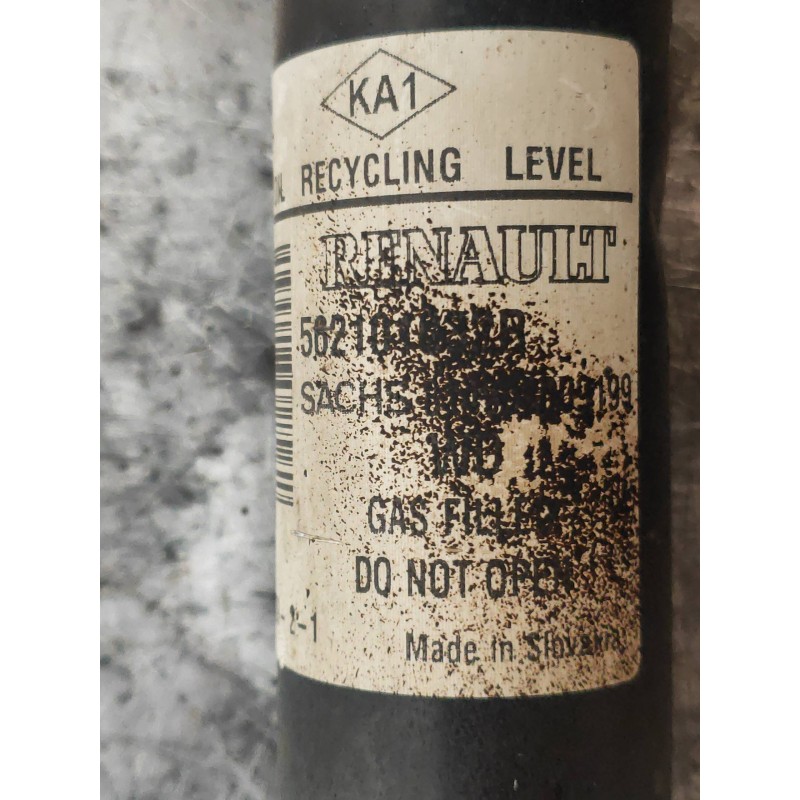 KA1
RECYCLING LEVEL
RENAULT
SACHS
GAS FILLED
DO NOT OPEN
2-1
Made in Slovakia